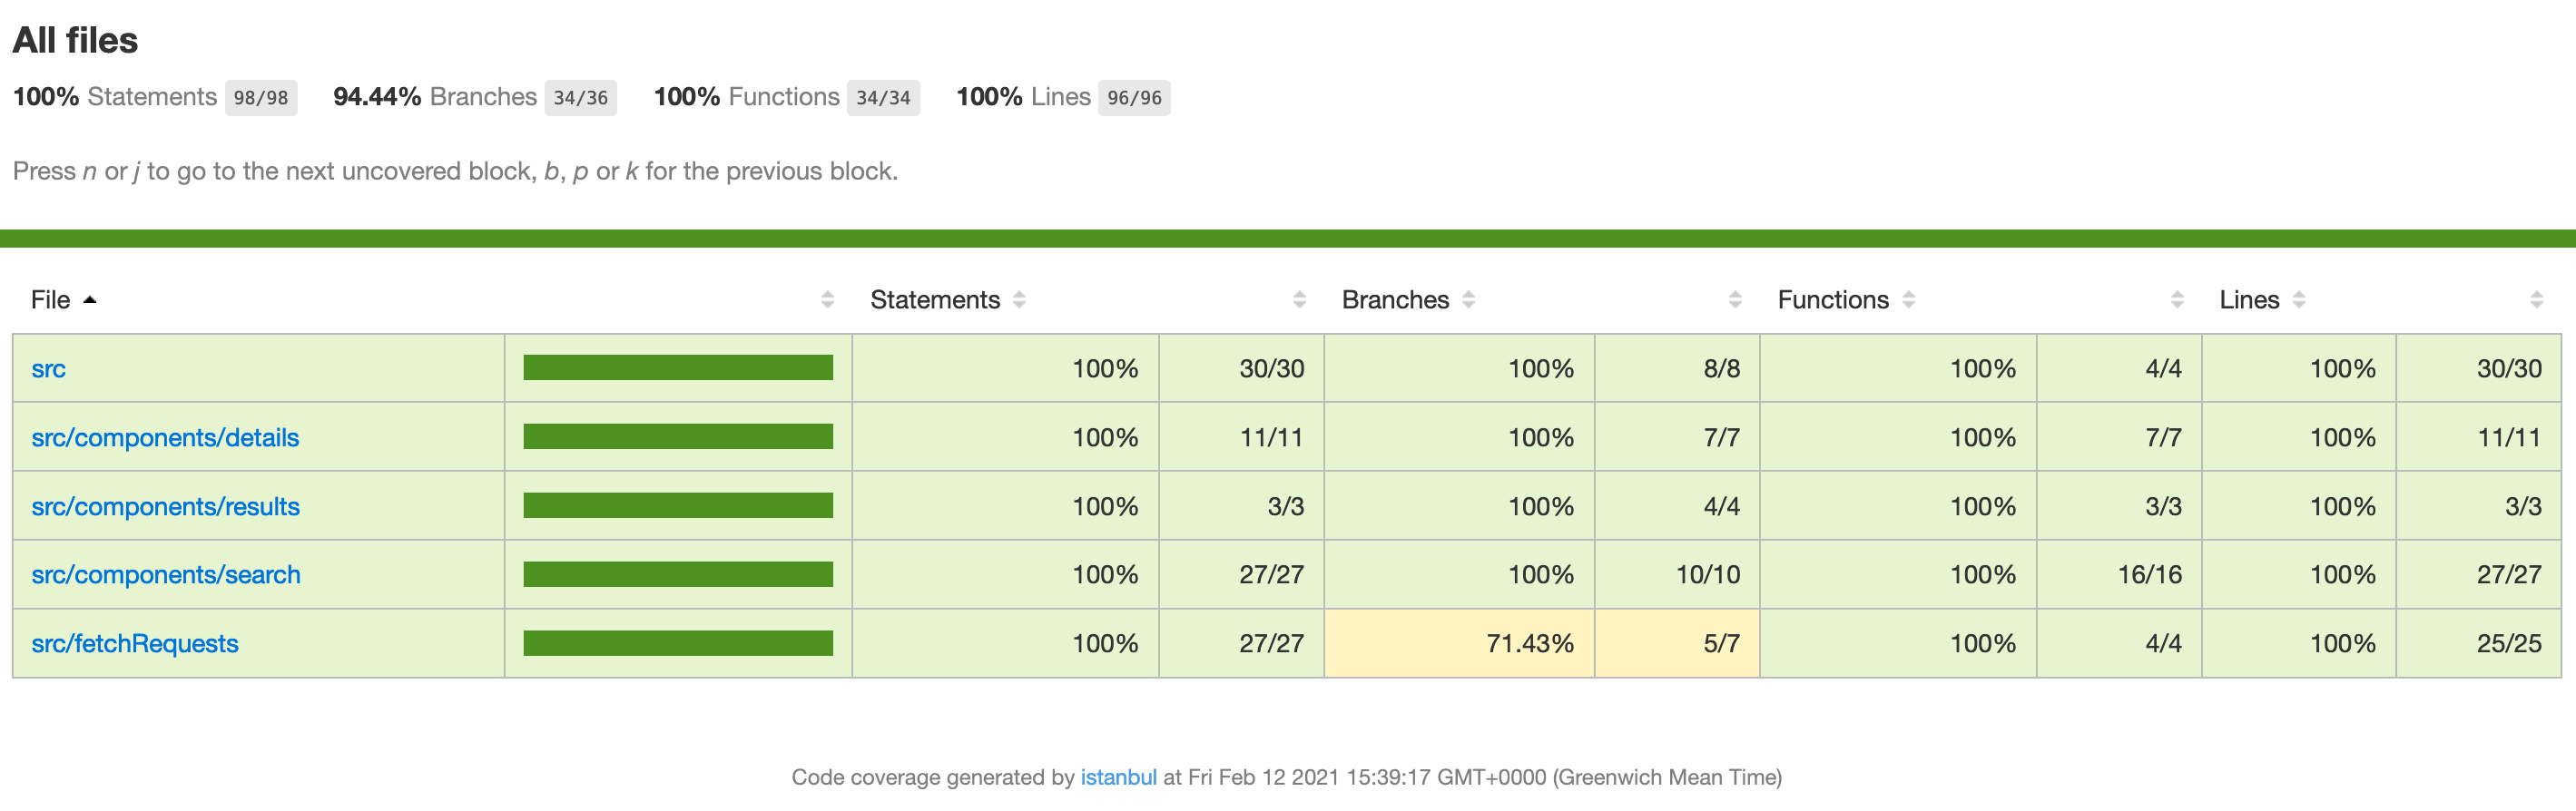 All files
100% Statements 98/98 94.44% Branches 34/36 100% Functions 34/34 100% Lines 96/96
Press n or j to go to the next uncovered block, b, p or k for the previous block.
File Statements Branches Functions Lines
src 100% 30/30 100% 8/8 100% 4/4 100% 30/30
src/components/details 100% 11/11 100% 7/7 100% 7/7 100% 11/11
src/components/results 100% 3/3 100% 4/4 100% 3/3 100% 3/3
src/components/search 100% 27/27 100% 10/10 100% 16/16 100% 27/27
src/fetchRequests 100% 27/27 71.43% 5/7 100% 4/4 100% 25/25
Code coverage generated by istanbul at Fri Feb 12 2021 15:39:17 GMT+0000 (Greenwich Mean Time)